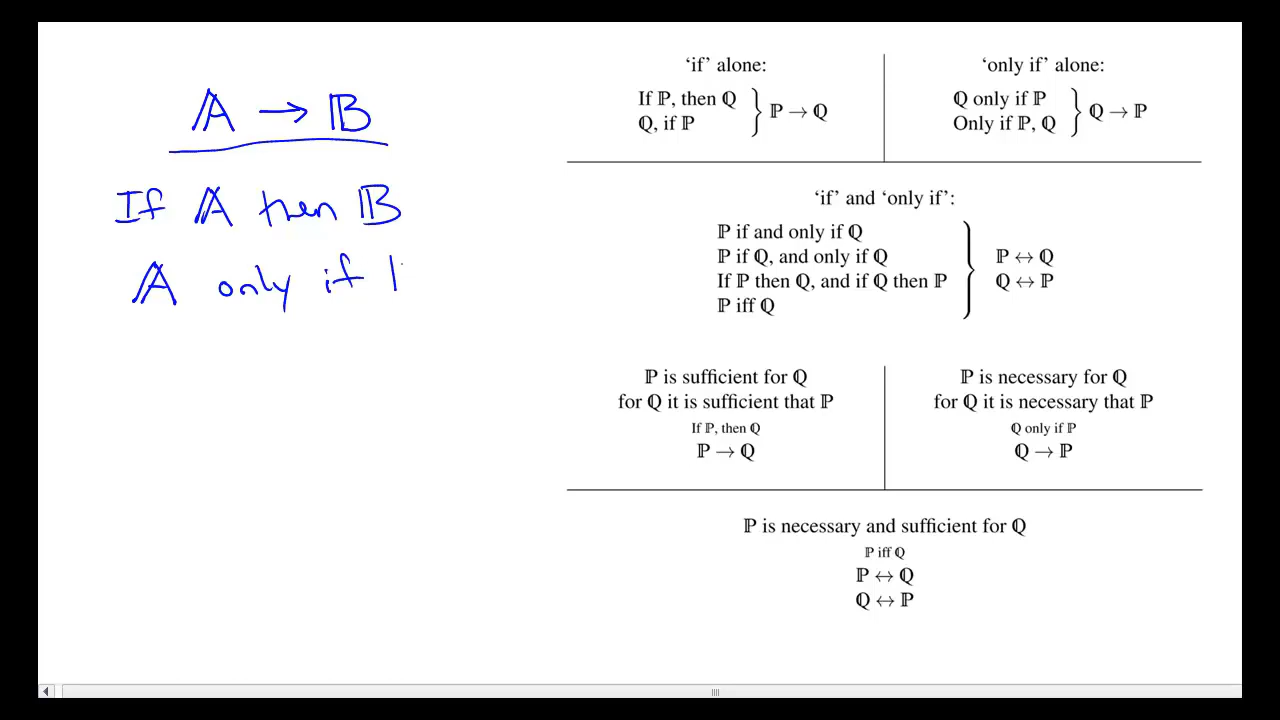 𝔸 → 𝔹
If 𝔸 then 𝔹
𝔸 only if
‘if’ alone:
If ℙ, then ℚ
ℚ, if ℙ
} ℙ → ℚ
‘only if’ alone:
ℚ only if ℙ
Only if ℙ, ℚ
} ℚ → ℙ
‘if’ and ‘only if’:
ℙ if and only if ℚ
ℙ if ℚ, and only if ℚ
If ℙ then ℚ, and if ℚ then ℙ
ℙ iff ℚ
} ℙ ↔ ℚ
ℚ ↔ ℙ
ℙ is sufficient for ℚ
for ℚ it is sufficient that ℙ
If ℙ, then ℚ
ℙ → ℚ
ℙ is necessary for ℚ
for ℚ it is necessary that ℙ
ℚ only if ℙ
ℚ → ℙ
ℙ is necessary and sufficient for ℚ
ℙ iff ℚ
ℙ ↔ ℚ
ℚ ↔ ℙ